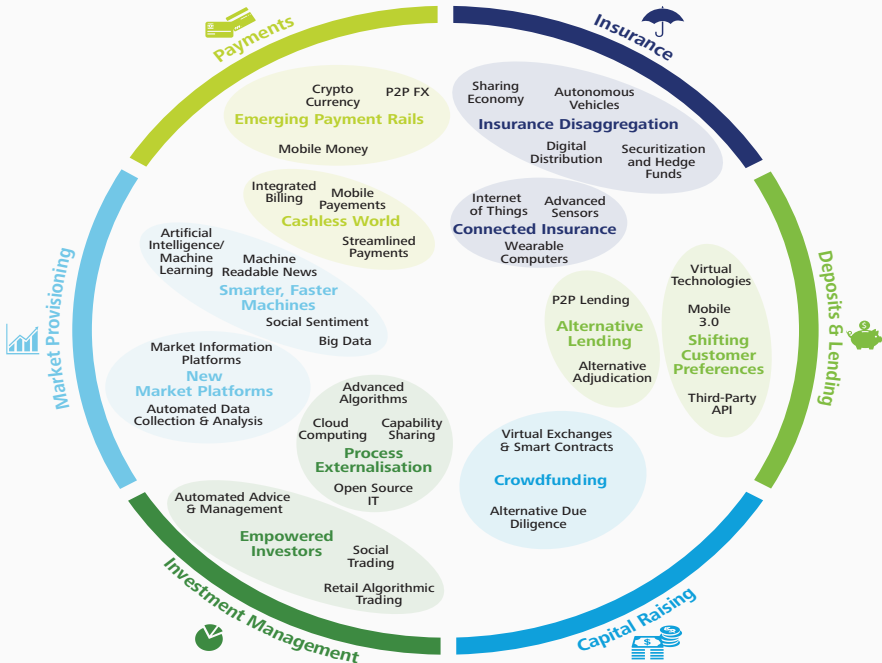 Payments
Crypto
Currency
P2P FX
Emerging Payment Rails
Mobile Money
Integrated
Billing
Mobile
Payments
Cashless World
Streamlined
Payments
Insurance
Sharing
Economy
Autonomous
Vehicles
Insurance Disaggregation
Digital
Distribution
Securitization
and Hedge
Funds
Internet
of Things
Advanced
Sensors
Connected Insurance
Wearable
Computers
Market Provisioning
Artificial
Intelligence/
Machine
Learning
Machine
Readable News
Smarter, Faster
Machines
Social Sentiment
Big Data
Market Information
Platforms
New
Market Platforms
Automated Data
Collection & Analysis
Deposits & Lending
$
P2P Lending
Alternative
Lending
Alternative
Adjudication
Virtual
Technologies
Mobile
3.0
Shifting
Customer
Preferences
Third-Party
API
Investment Management
Advanced
Algorithms
Cloud
Computing
Capability
Sharing
Process
Externalisation
Open Source
IT
Automated Advice
& Management
Empowered
Investors
Social
Trading
Retail Algorithmic
Trading
Capital Raising
Virtual Exchanges
& Smart Contracts
Crowdfunding
Alternative Due
Diligence
$